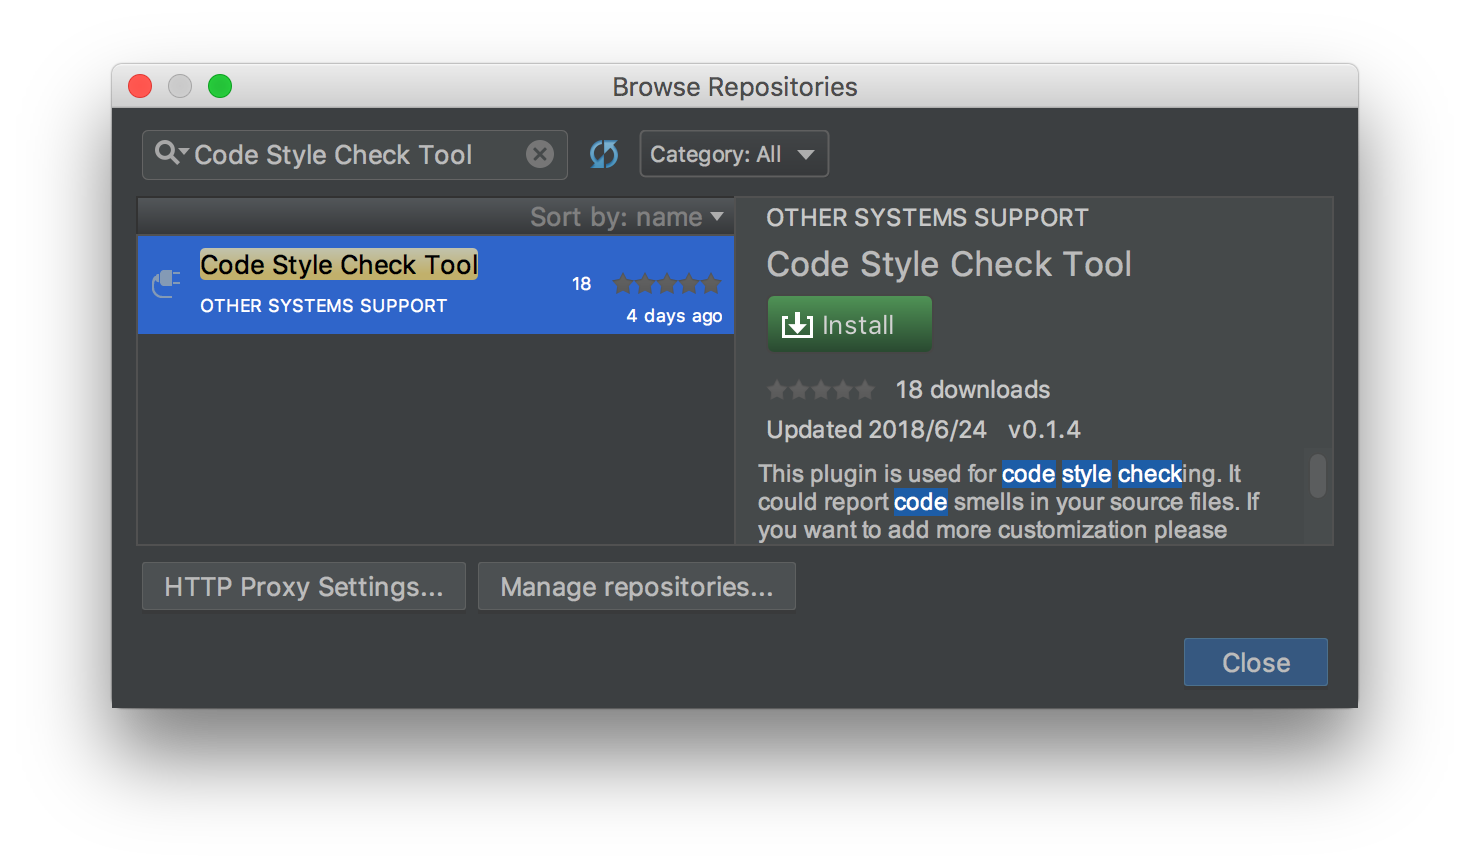 Browse Repositories
Code Style Check Tool
Category: All
Sort by: name
Code Style Check Tool
18
OTHER SYSTEMS SUPPORT
4 days ago
OTHER SYSTEMS SUPPORT
Code Style Check Tool
Install
18 downloads
Updated 2018/6/24 v0.1.4
This plugin is used for code style checking. It
could report code smells in your source files. If
you want to add more customization please
HTTP Proxy Settings...
Manage repositories...
Close